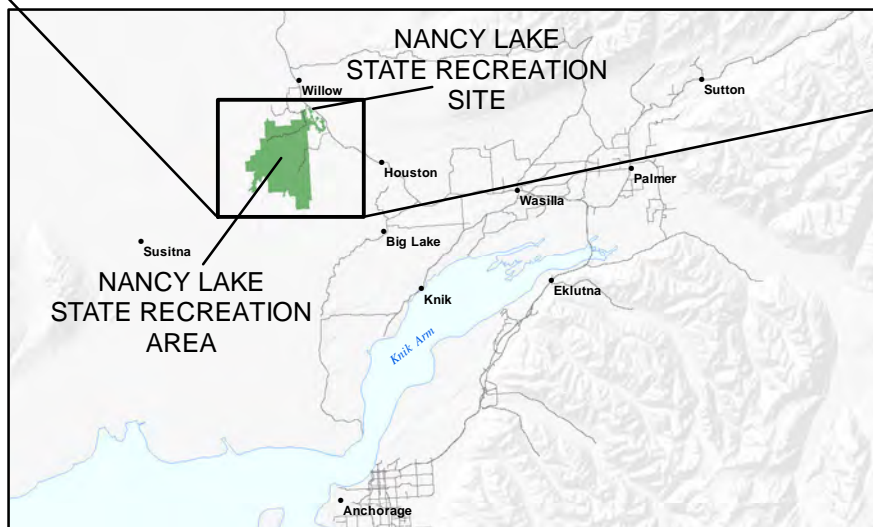 NANCY LAKE
STATE RECREATION
SITE
Willow
Sutton
Houston
Palmer
Wasilla
Big Lake
Susitna
NANCY LAKE
STATE RECREATION
AREA
Knik
Eklutna
Knik Arm
Anchorage